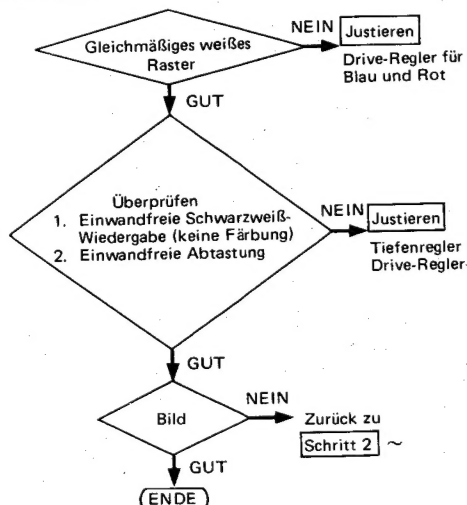 Gleichmäßiges weißes
Raster
NEIN
Justieren
Drive-Regler für
Blau und Rot
GUT
Überprüfen
1. Einwandfreie Schwarzweiß-
Wiedergabe (keine Färbung)
2. Einwandfreie Abtastung
NEIN
Justieren
Tiefenregler
Drive-Regler
GUT
Bild
NEIN
Zurück zu
Schritt 2 ~
GUT
ENDE